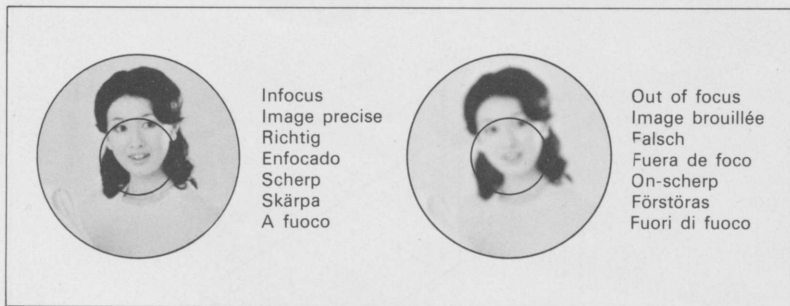 Infocus
Image precise
Richtig
Enfocado
Scherp
Skärpa
A fuoco
Out of focus
Image brouillée
Falsch
Fuera de foco
On-scherp
Förstöras
Fuori di fuoco